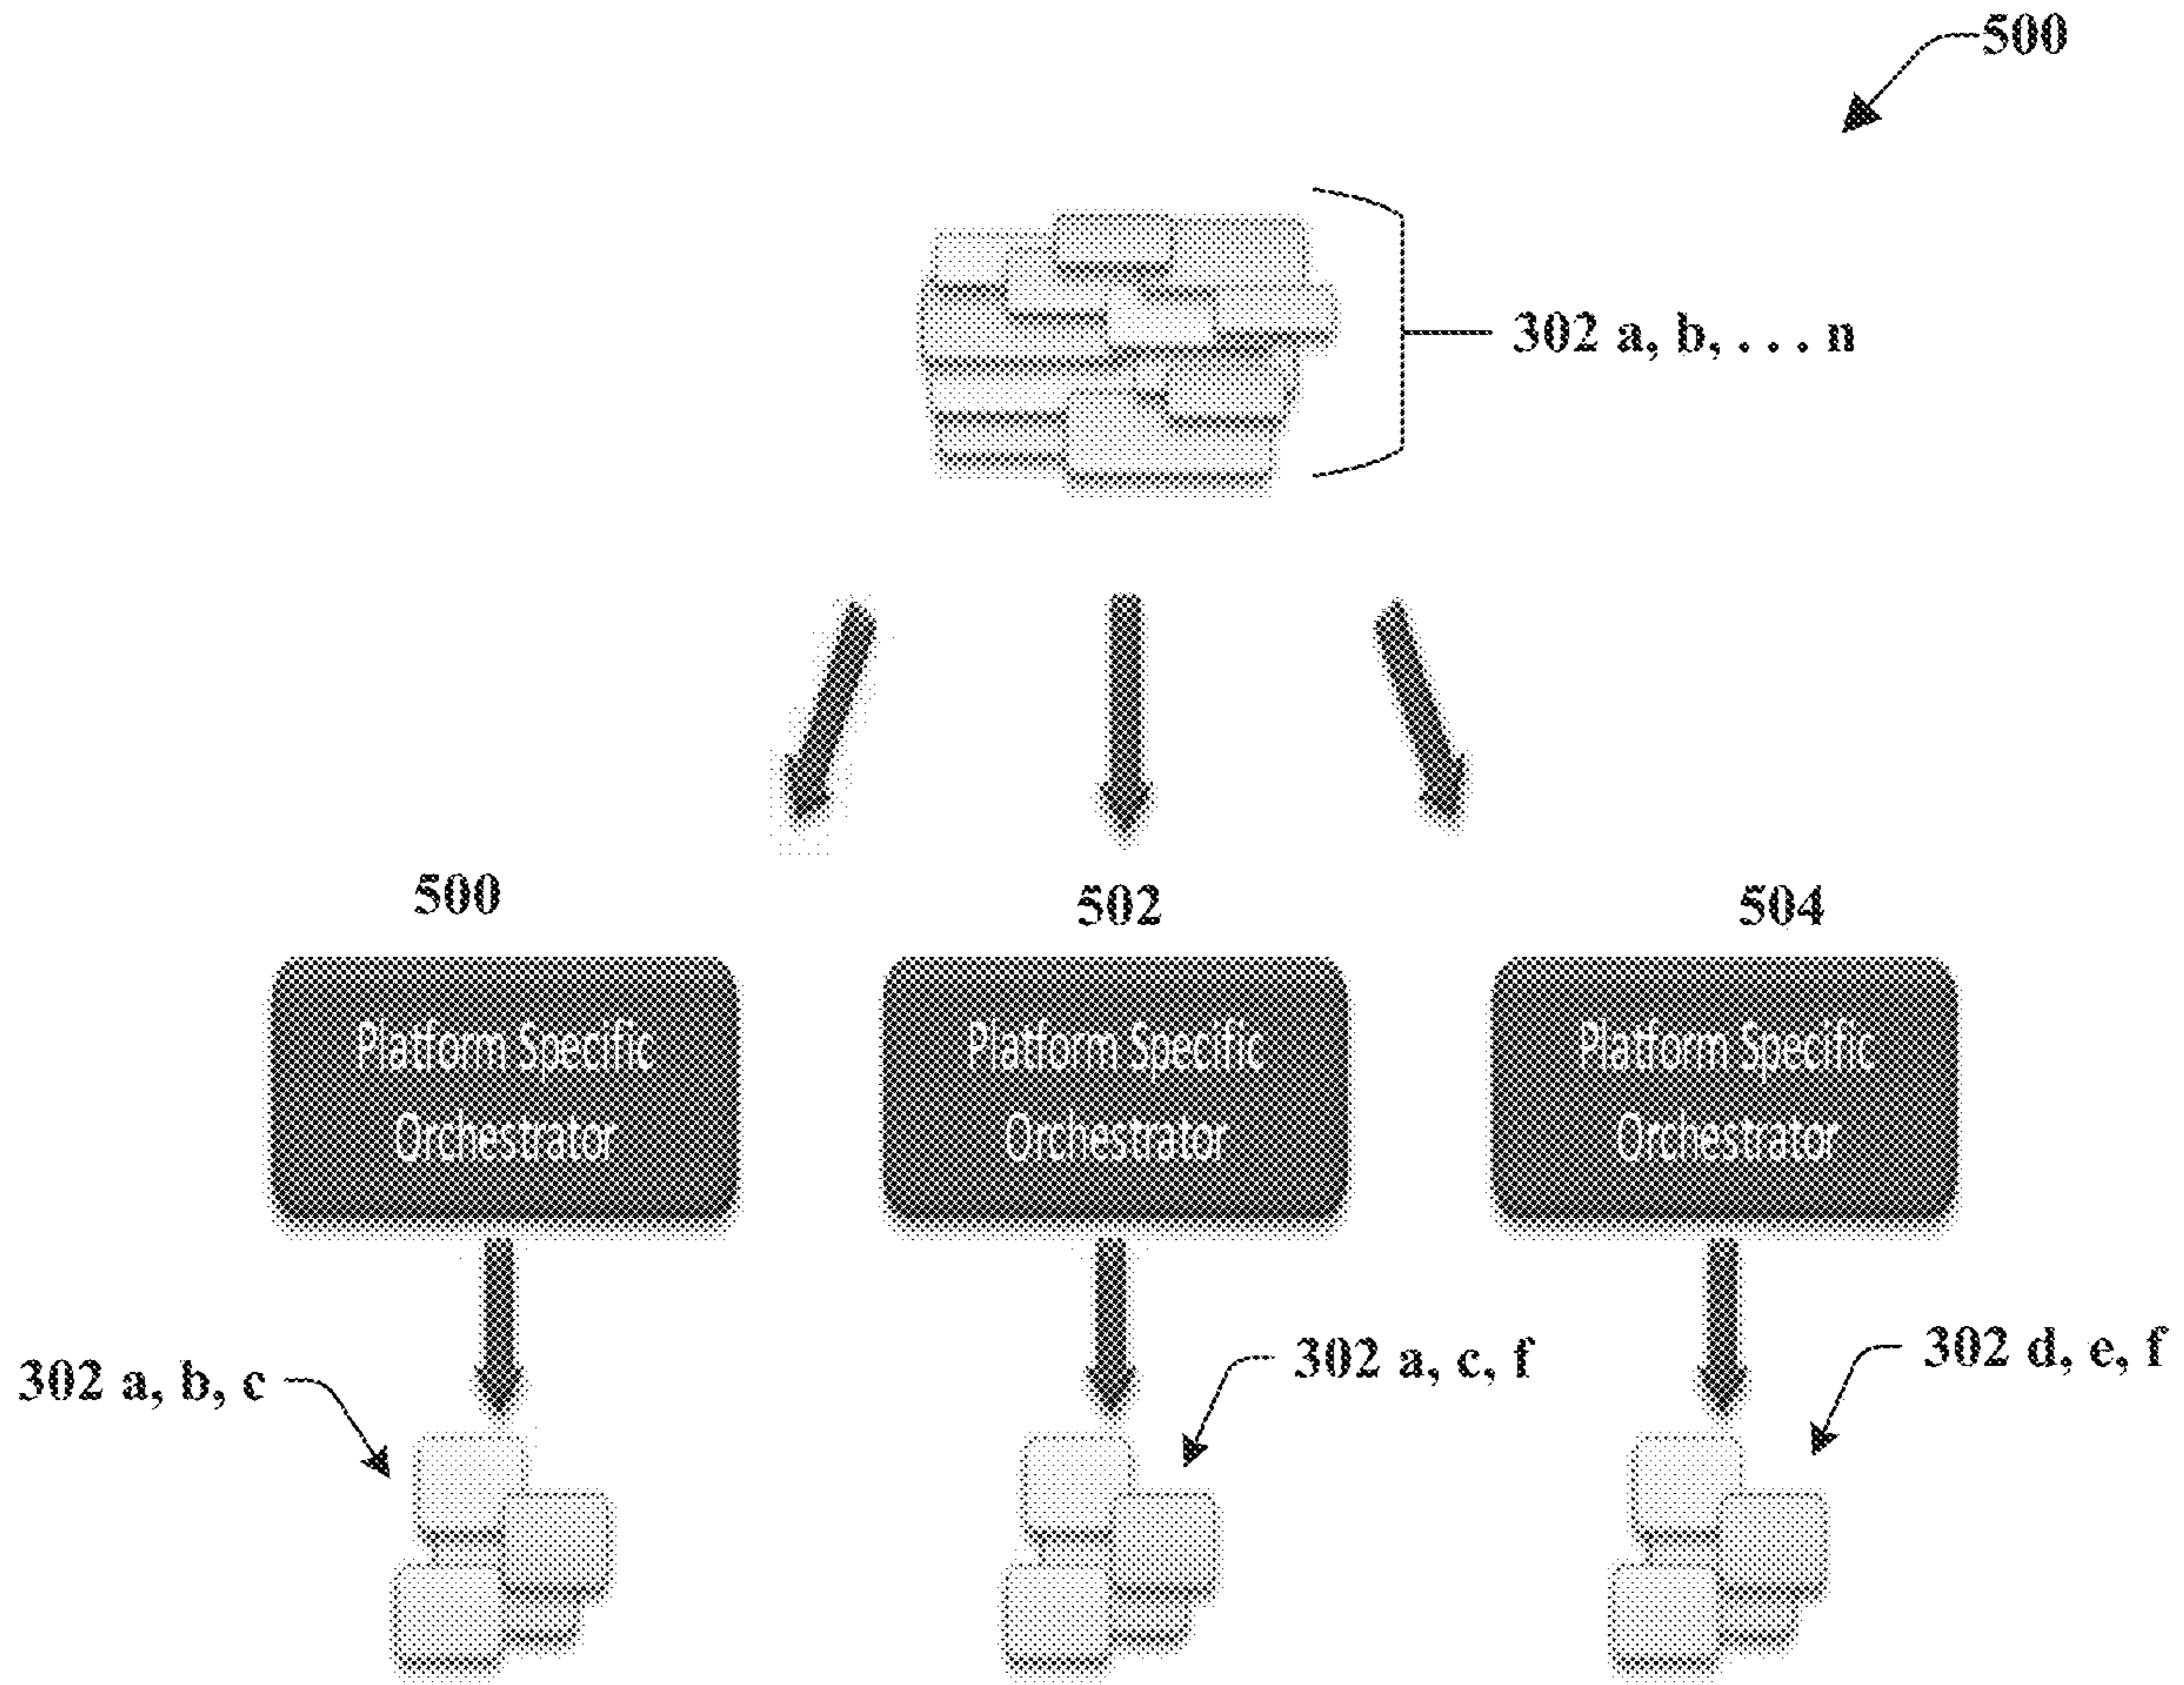 500
302 a, b, . . . n
500
502
504
Platform Specific
Orchestrator
Platform Specific
Orchestrator
Platform Specific
Orchestrator
302 a, b, c
302 a, c, f
302 d, e, f